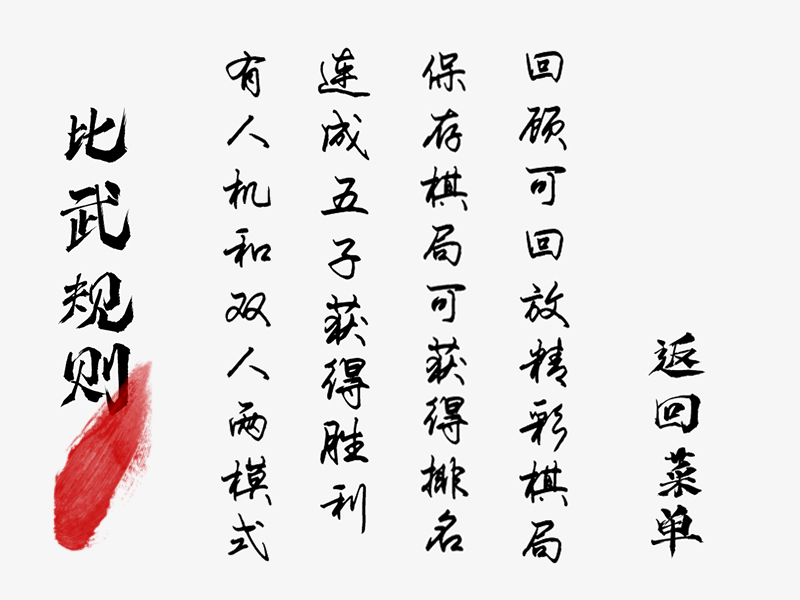 比武规则
有人机和双人两模式
连成五子获得胜利
保存棋局可获得排名
回顾可回放精彩棋局
返回菜单